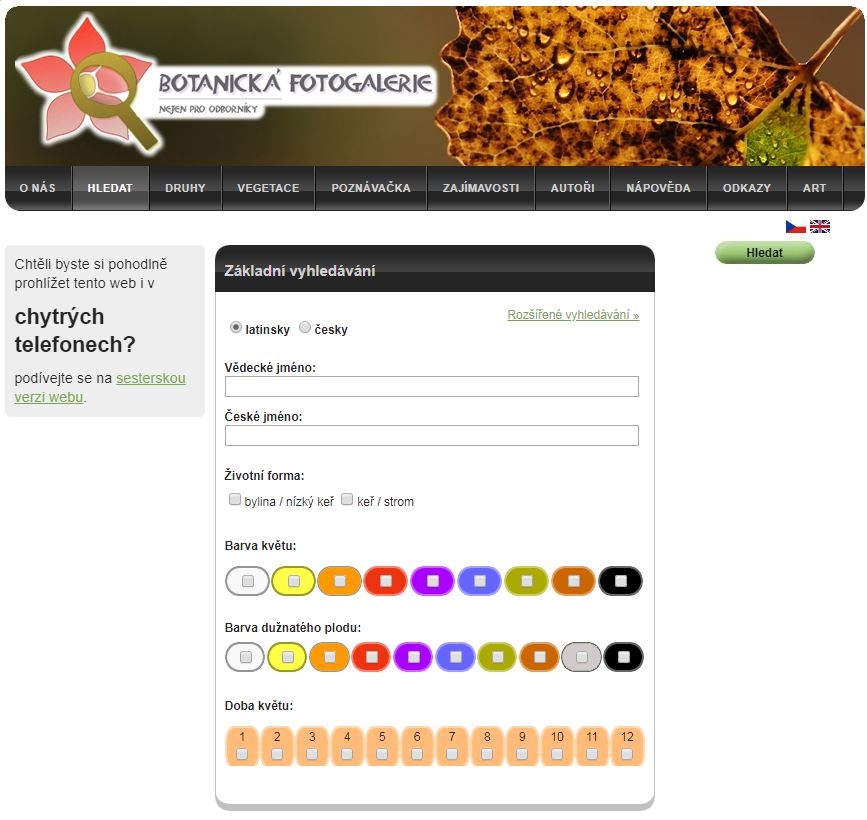 BOTANICKÁ FOTOGALERIE
NEJEN PRO ODBORNÍKY
O NÁS HLEDAT DRUHY VEGETACE POZNÁVAČKA ZAJÍMAVOSTI AUTOŘI NÁPOVĚDA ODKAZY ART
Hledat
Chtěli byste si pohodlně
prohlížet tento web i v
chytrých
telefonech?
podívejte se na sesterskou
verzi webu.
Základní vyhledávání
Rozšířené vyhledávání »
latinsky česky
Vědecké jméno:
České jméno:
Životní forma:
bylina / nízký keř keř / strom
Barva květu:
Barva dužnatého plodu:
Doba květu:
1 2 3 4 5 6 7 8 9 10 11 12